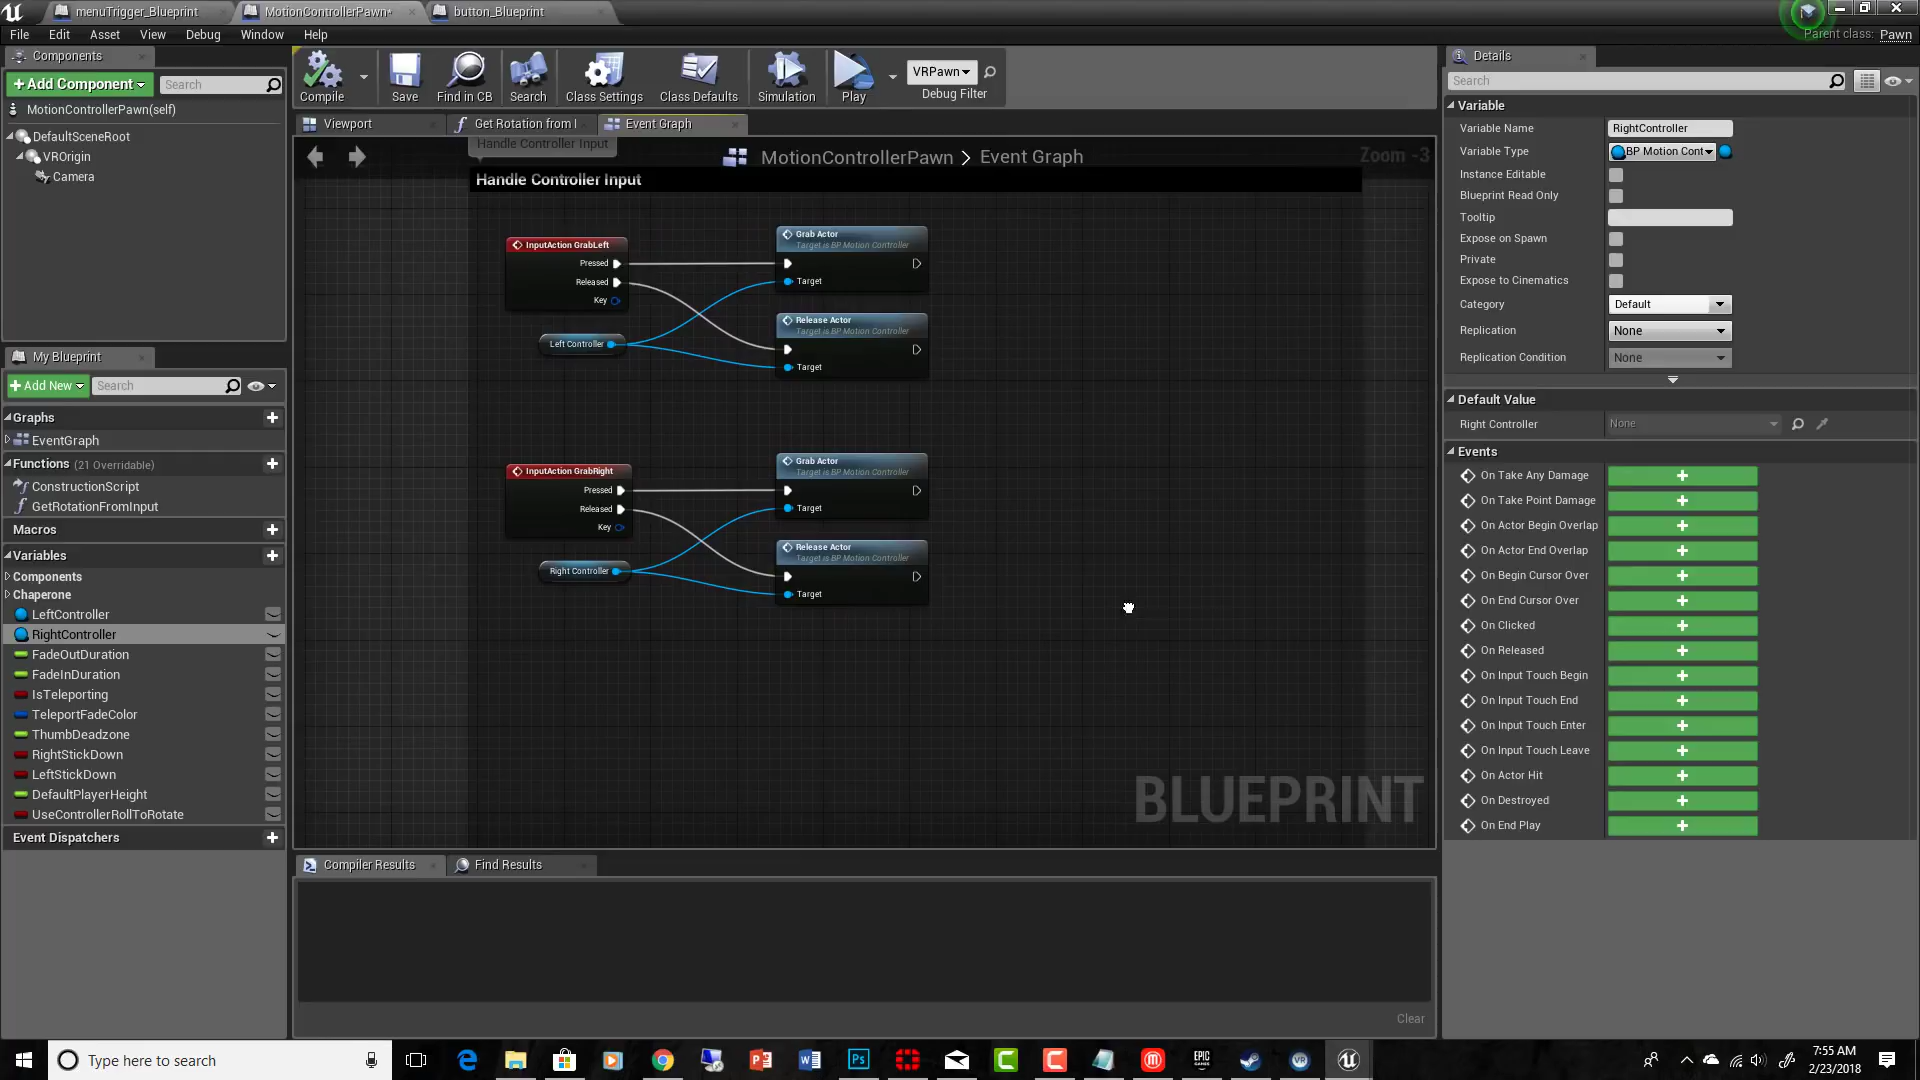 menuTrigger_Blueprint
MotionControllerPawn*
button_Blueprint
File Edit Asset View Debug Window Help
Parent class: Pawn
Components
+Add Component
Search
MotionControllerPawn(self)
DefaultSceneRoot
VROrigin
Camera
My Blueprint
+Add New
Search
Graphs
EventGraph
Functions (21 Overridable)
ConstructionScript
GetRotationFromInput
Macros
Variables
Components
Chaperone
LeftController
RightController
FadeOutDuration
FadeInDuration
IsTeleporting
TeleportFadeColor
ThumbDeadzone
RightStickDown
LeftStickDown
DefaultPlayerHeight
UseControllerRollToRotate
Event Dispatchers
Compile
Save
Find in CB
Search
Class Settings
Class Defaults
Simulation
Play
VRPawn
Debug Filter
Viewport
Get Rotation from I
Event Graph
Handle Controller Input
MotionControllerPawn > Event Graph
Zoom -3
Handle Controller Input
InputAction GrabLeft
Pressed
Released
Key
Left Controller
Grab Actor
Target is BP Motion Controller
Target
Release Actor
Target is BP Motion Controller
Target
InputAction GrabRight
Pressed
Released
Key
Right Controller
Grab Actor
Target is BP Motion Controller
Target
Release Actor
Target is BP Motion Controller
Target
BLUEPRINT
Compiler Results
Find Results
Clear
Details
Search
Variable
Variable Name RightController
Variable Type BP Motion Cont
Instance Editable
Blueprint Read Only
Tooltip
Expose on Spawn
Private
Expose to Cinematics
Category Default
Replication None
Replication Condition None
Default Value
Right Controller None
Events
On Take Any Damage
On Take Point Damage
On Actor Begin Overlap
On Actor End Overlap
On Begin Cursor Over
On End Cursor Over
On Clicked
On Released
On Input Touch Begin
On Input Touch End
On Input Touch Enter
On Input Touch Leave
On Actor Hit
On Destroyed
On End Play
Type here to search
EPIC
GAMES
7:55 AM
2/23/2018